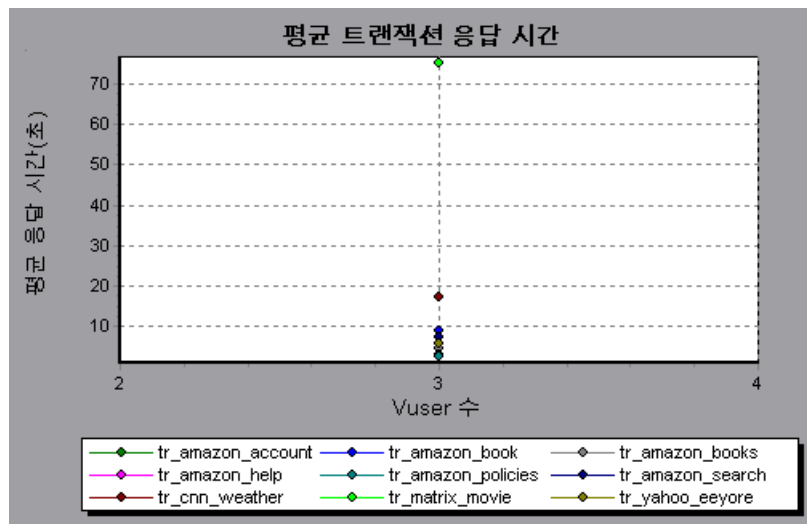 평균 트랜잭션 응답 시간
평균 응답 시간(초)
70
60
50
40
30
20
10
2
3
4
Vuser 수
tr_amazon_account
tr_amazon_book
tr_amazon_books
tr_amazon_help
tr_amazon_policies
tr_amazon_search
tr_cnn_weather
tr_matrix_movie
tr_yahoo_eeyore